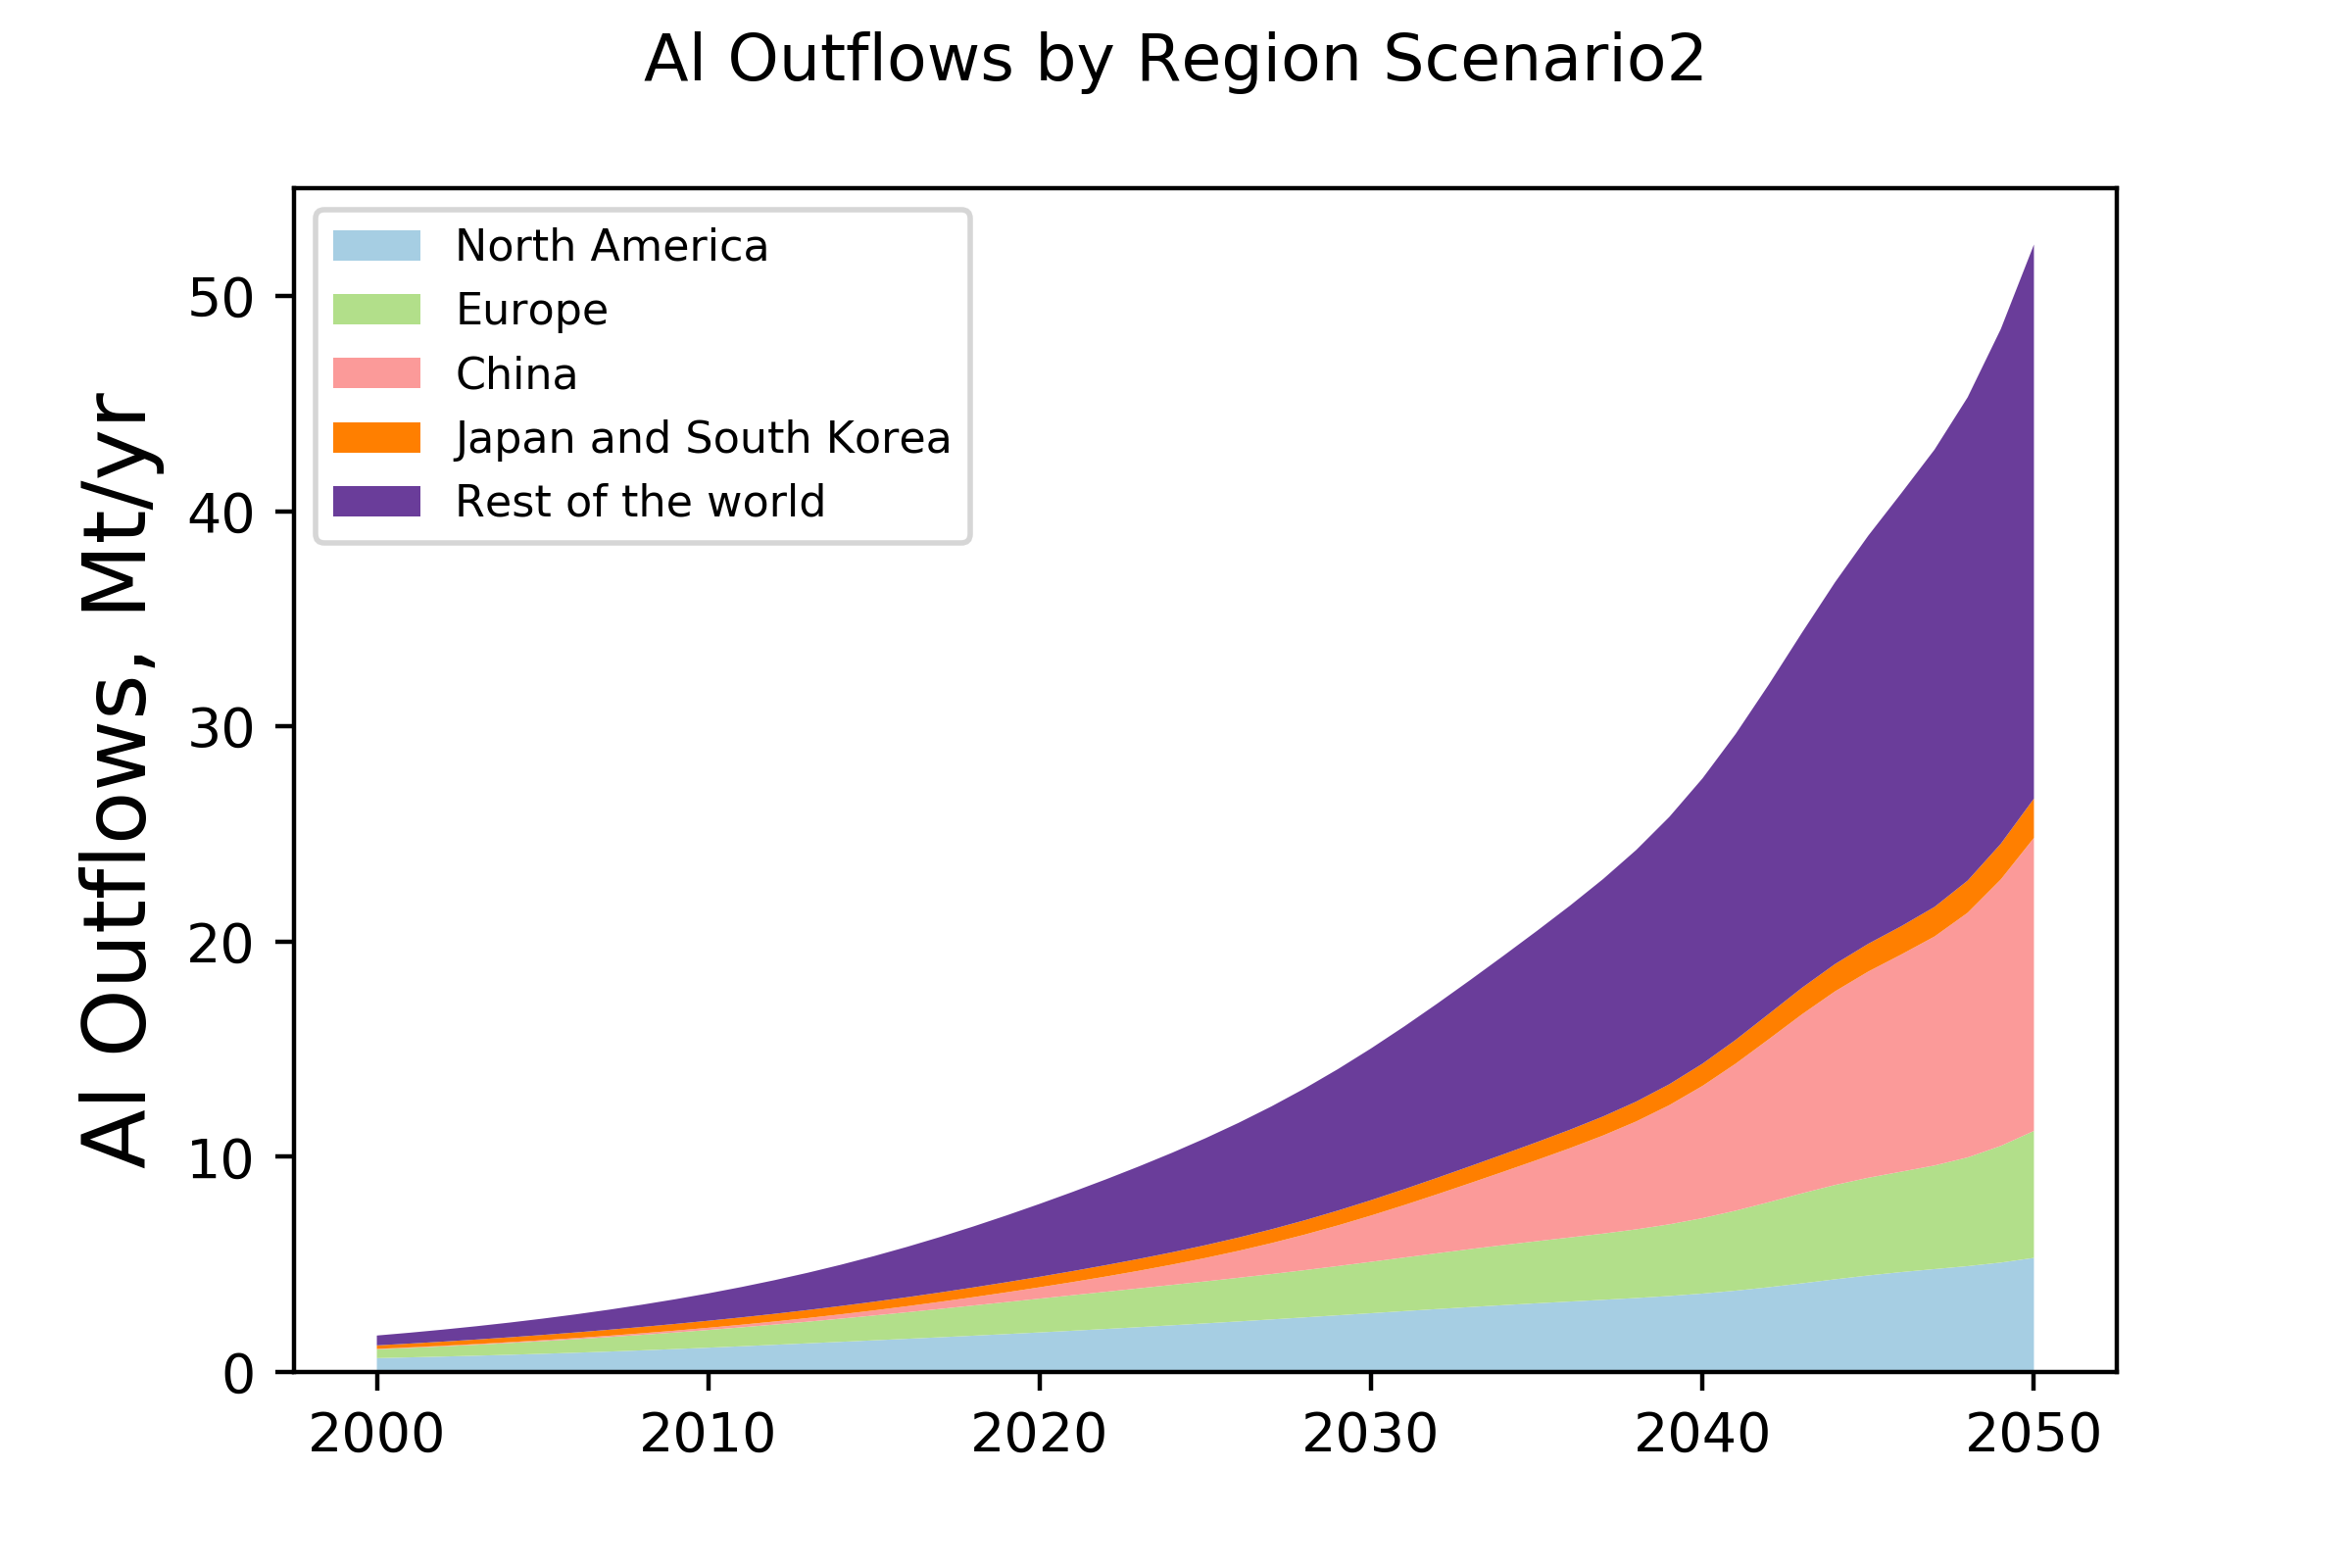 Al Outflows by Region Scenario2
Al Outflows, Mt/yr
50
40
30
20
10
0
North America
Europe
China
Japan and South Korea
Rest of the world
2000 2010 2020 2030 2040 2050